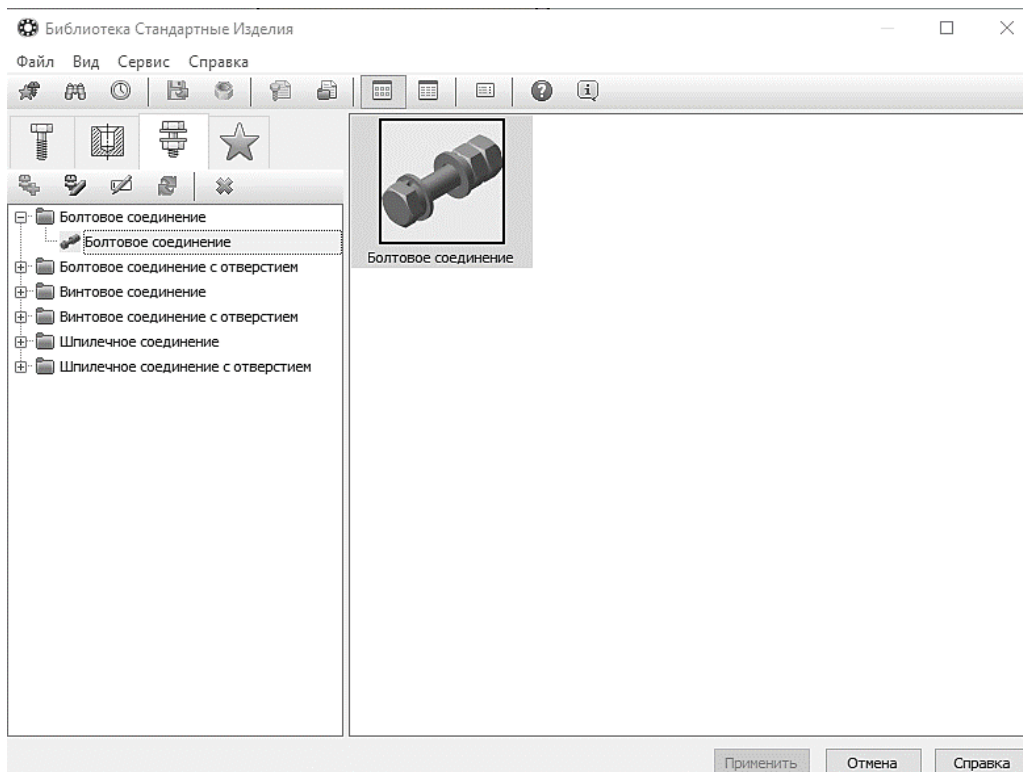 Библиотека Стандартные Изделия
Файл Вид Сервис Справка
Болтовое соединение
Болтовое соединение
Болтовое соединение с отверстием
Винтовое соединение
Винтовое соединение с отверстием
Шпилечное соединение
Шпилечное соединение с отверстием
Болтовое соединение
Применить Отмена Справка